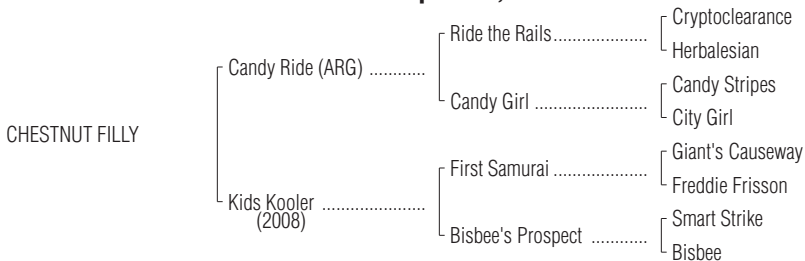 Cryptoclearance
Ride the Rails....................
Herbalesian
Candy Ride (ARG) ............
Candy Stripes
Candy Girl ........................
City Girl
CHESTNUT FILLY
Giant's Causeway
First Samurai ....................
Freddie Frisson
Kids Kooler ......................
(2008)
Smart Strike
Bisbee's Prospect ............
Bisbee